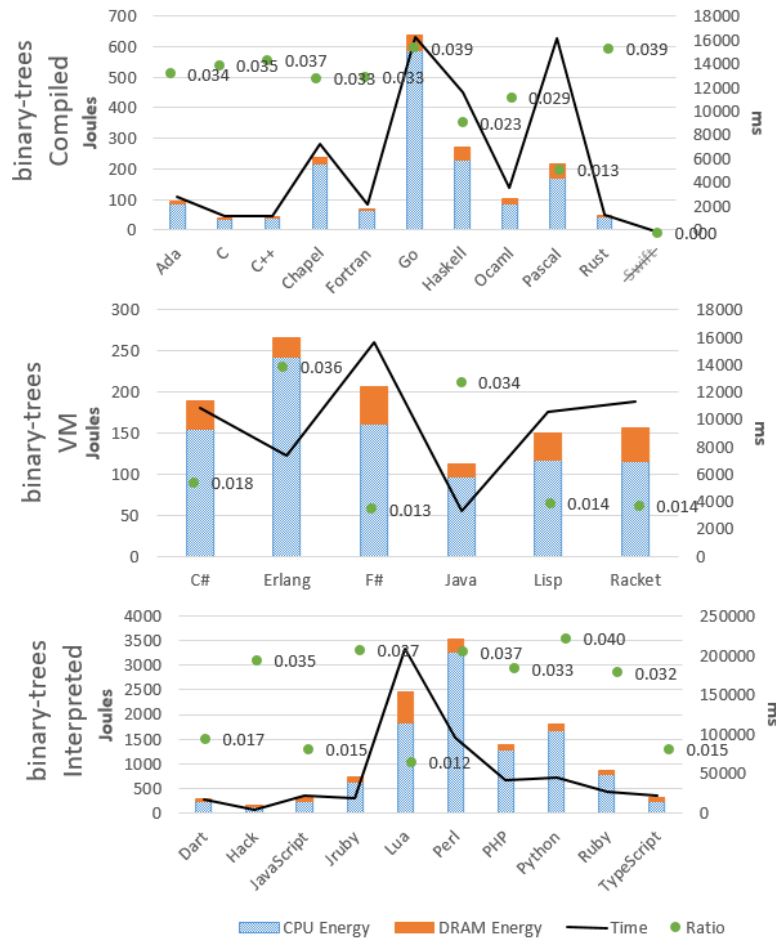 binary-trees
Compiled
Joules
700
600
500
400
300
200
100
0
18000
16000
14000
12000
10000
8000
6000
4000
2000
0
ms
0.034
0.035
0.037
0.033
0.033
0.039
0.023
0.029
0.013
0.039
0.000
Ada
C
C++
Chapel
Fortran
Go
Haskell
Ocaml
Pascal
Rust
Swift
binary-trees
VM
Joules
300
250
200
150
100
50
0
18000
16000
14000
12000
10000
8000
6000
4000
2000
0
ms
0.018
0.036
0.013
0.034
0.014
0.014
C#
Erlang
F#
Java
Lisp
Racket
binary-trees
Interpreted
Joules
4000
3500
3000
2500
2000
1500
1000
500
0
250000
200000
150000
100000
50000
0
ms
0.017
0.035
0.015
0.037
0.012
0.037
0.033
0.040
0.032
0.015
Dart
Hack
JavaScript
Jruby
Lua
Perl
PHP
Python
Ruby
TypeScript
CPU Energy
DRAM Energy
Time
Ratio